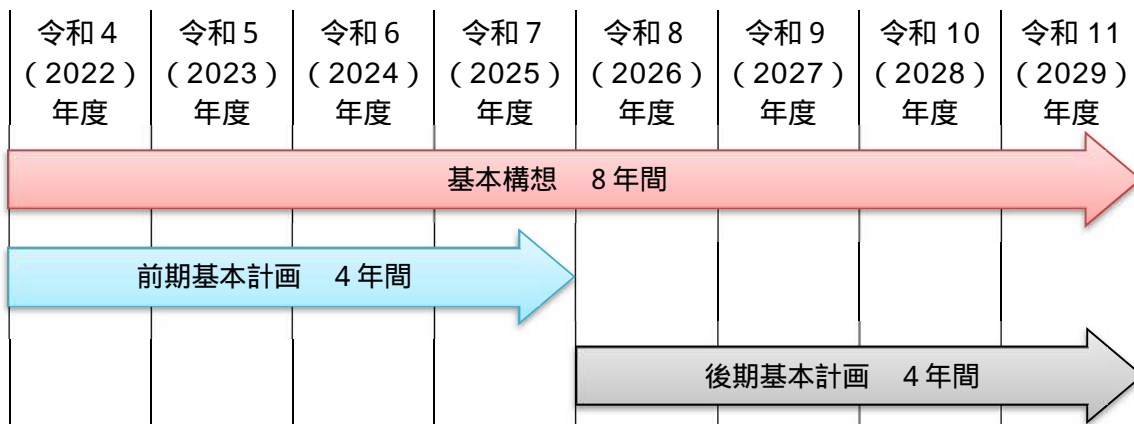 令和4 令和5 令和6 令和7 令和8 令和9 令和 10 令和 11
（2022） （2023） （2024） （2025） （2026） （2027） （2028） （2029）
年度 年度 年度 年度 年度 年度 年度 年度
基本構想　8年間
前期基本計画　4年間
後期基本計画　4年間